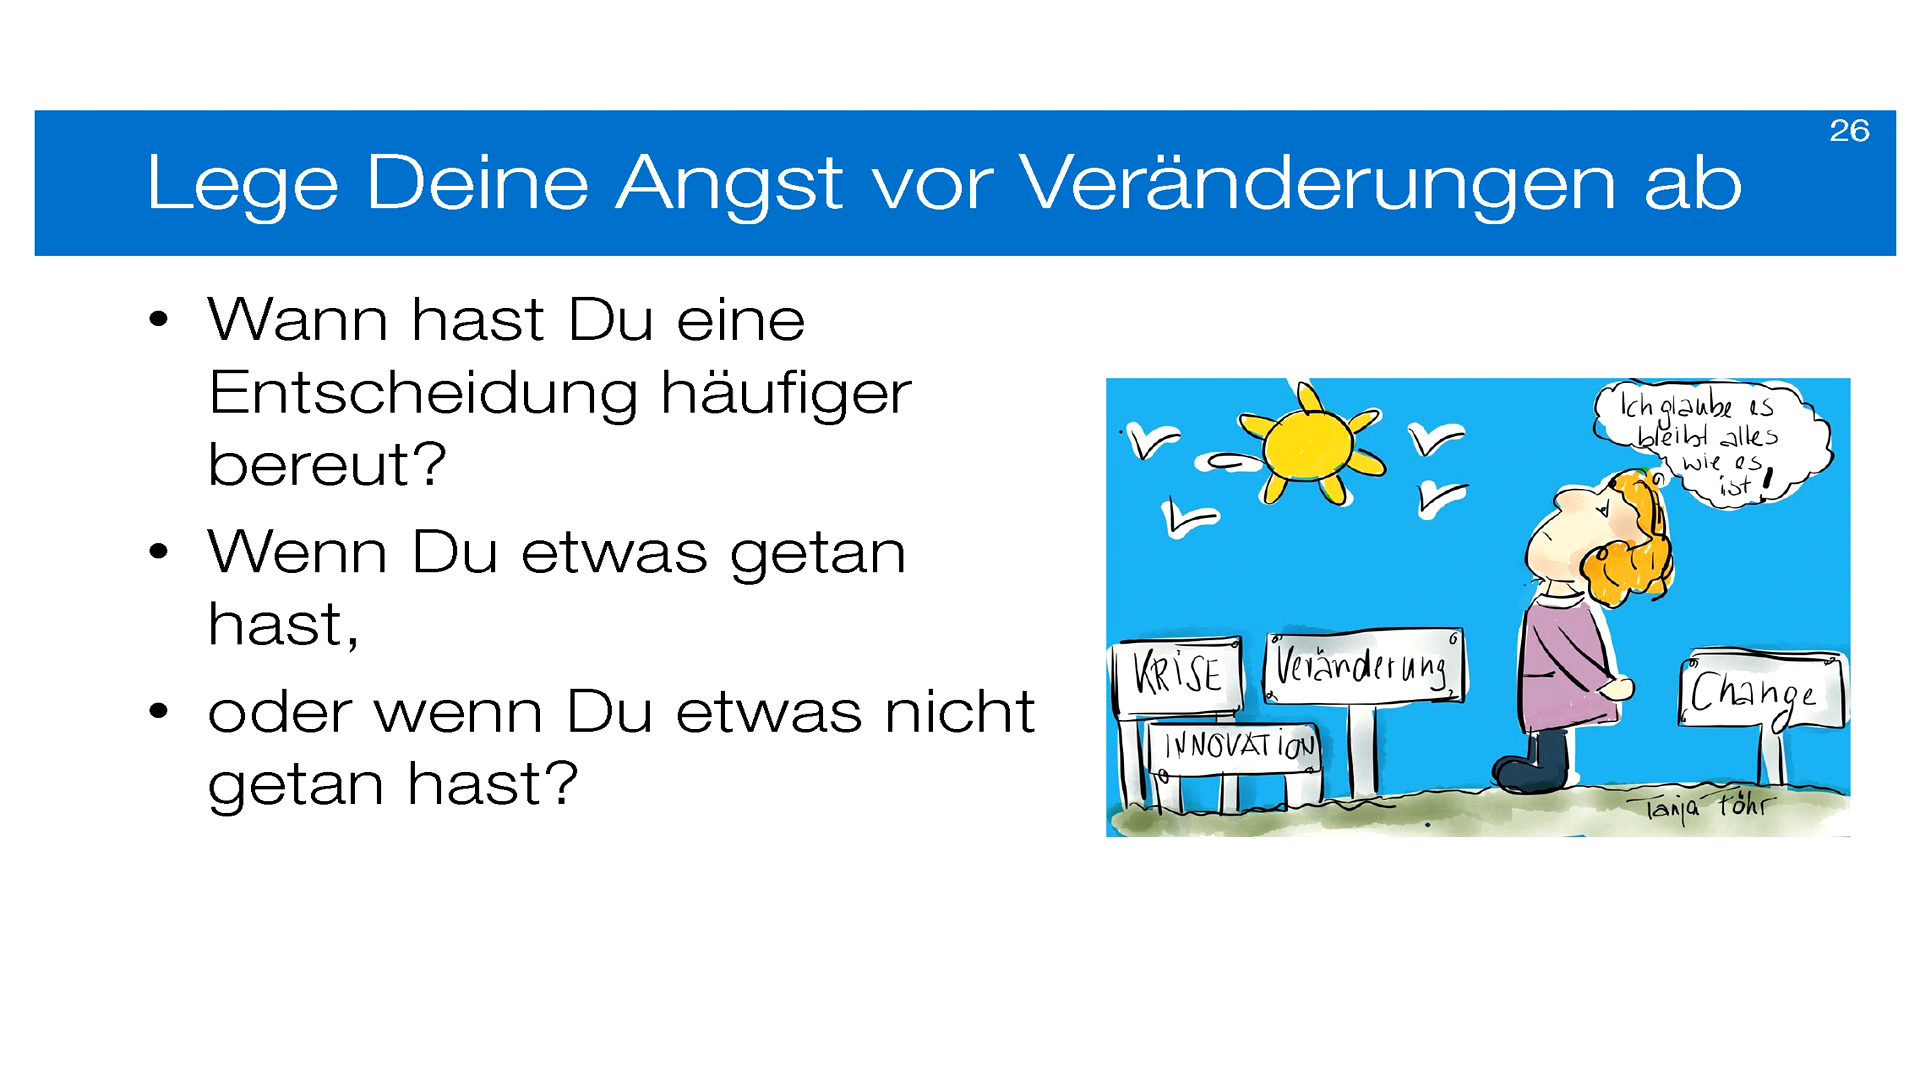 26
Lege Deine Angst vor Veränderungen ab
• Wann hast Du eine
Entscheidung häufiger
bereut?
• Wenn Du etwas getan
hast,
• oder wenn Du etwas nicht
getan hast?
Ich glaube es
bleibt alles
wie es
ist!
KRiSE
Veränderung
INNOVATiON
Change
Tanja Föhr